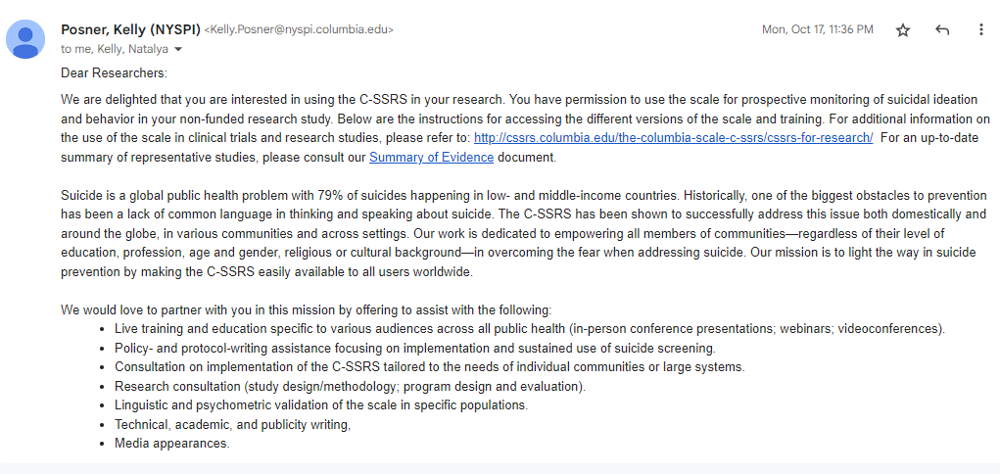 Posner, Kelly (NYSPI) <Kelly.Posner@nyspi.columbia.edu>
Mon, Oct 17, 11:36 PM
to me, Kelly, Natalya
Dear Researchers:
We are delighted that you are interested in using the C-SSRS in your research. You have permission to use the scale for prospective monitoring of suicidal ideation
and behavior in your non-funded research study. Below are the instructions for accessing the different versions of the scale and training. For additional information on
the use of the scale in clinical trials and research studies, please refer to: http://cssrs.columbia.edu/the-columbia-scale-c-ssrs/cssrs-for-research/ For an up-to-date
summary of representative studies, please consult our Summary of Evidence document.
Suicide is a global public health problem with 79% of suicides happening in low- and middle-income countries. Historically, one of the biggest obstacles to prevention
has been a lack of common language in thinking and speaking about suicide. The C-SSRS has been shown to successfully address this issue both domestically and
around the globe, in various communities and across settings. Our work is dedicated to empowering all members of communities—regardless of their level of
education, profession, age and gender, religious or cultural background—in overcoming the fear when addressing suicide. Our mission is to light the way in suicide
prevention by making the C-SSRS easily available to all users worldwide.
We would love to partner with you in this mission by offering to assist with the following:
• Live training and education specific to various audiences across all public health (in-person conference presentations; webinars; videoconferences).
• Policy- and protocol-writing assistance focusing on implementation and sustained use of suicide screening.
• Consultation on implementation of the C-SSRS tailored to the needs of individual communities or large systems.
• Research consultation (study design/methodology; program design and evaluation).
• Linguistic and psychometric validation of the scale in specific populations.
• Technical, academic, and publicity writing,
• Media appearances.